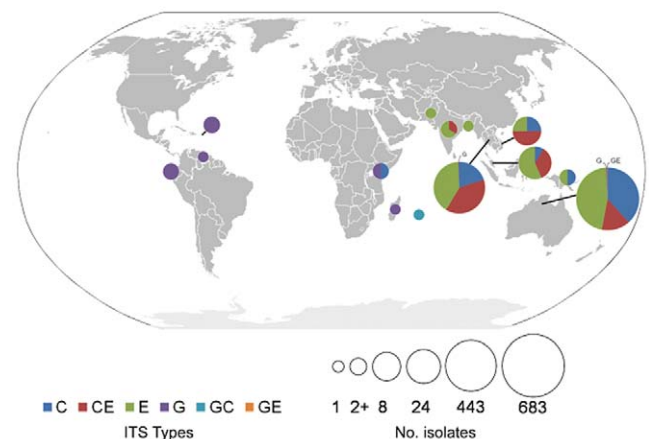 G GE
C CE E G GC GE
ITS Types
1 2+ 8 24 443 683
No. isolates